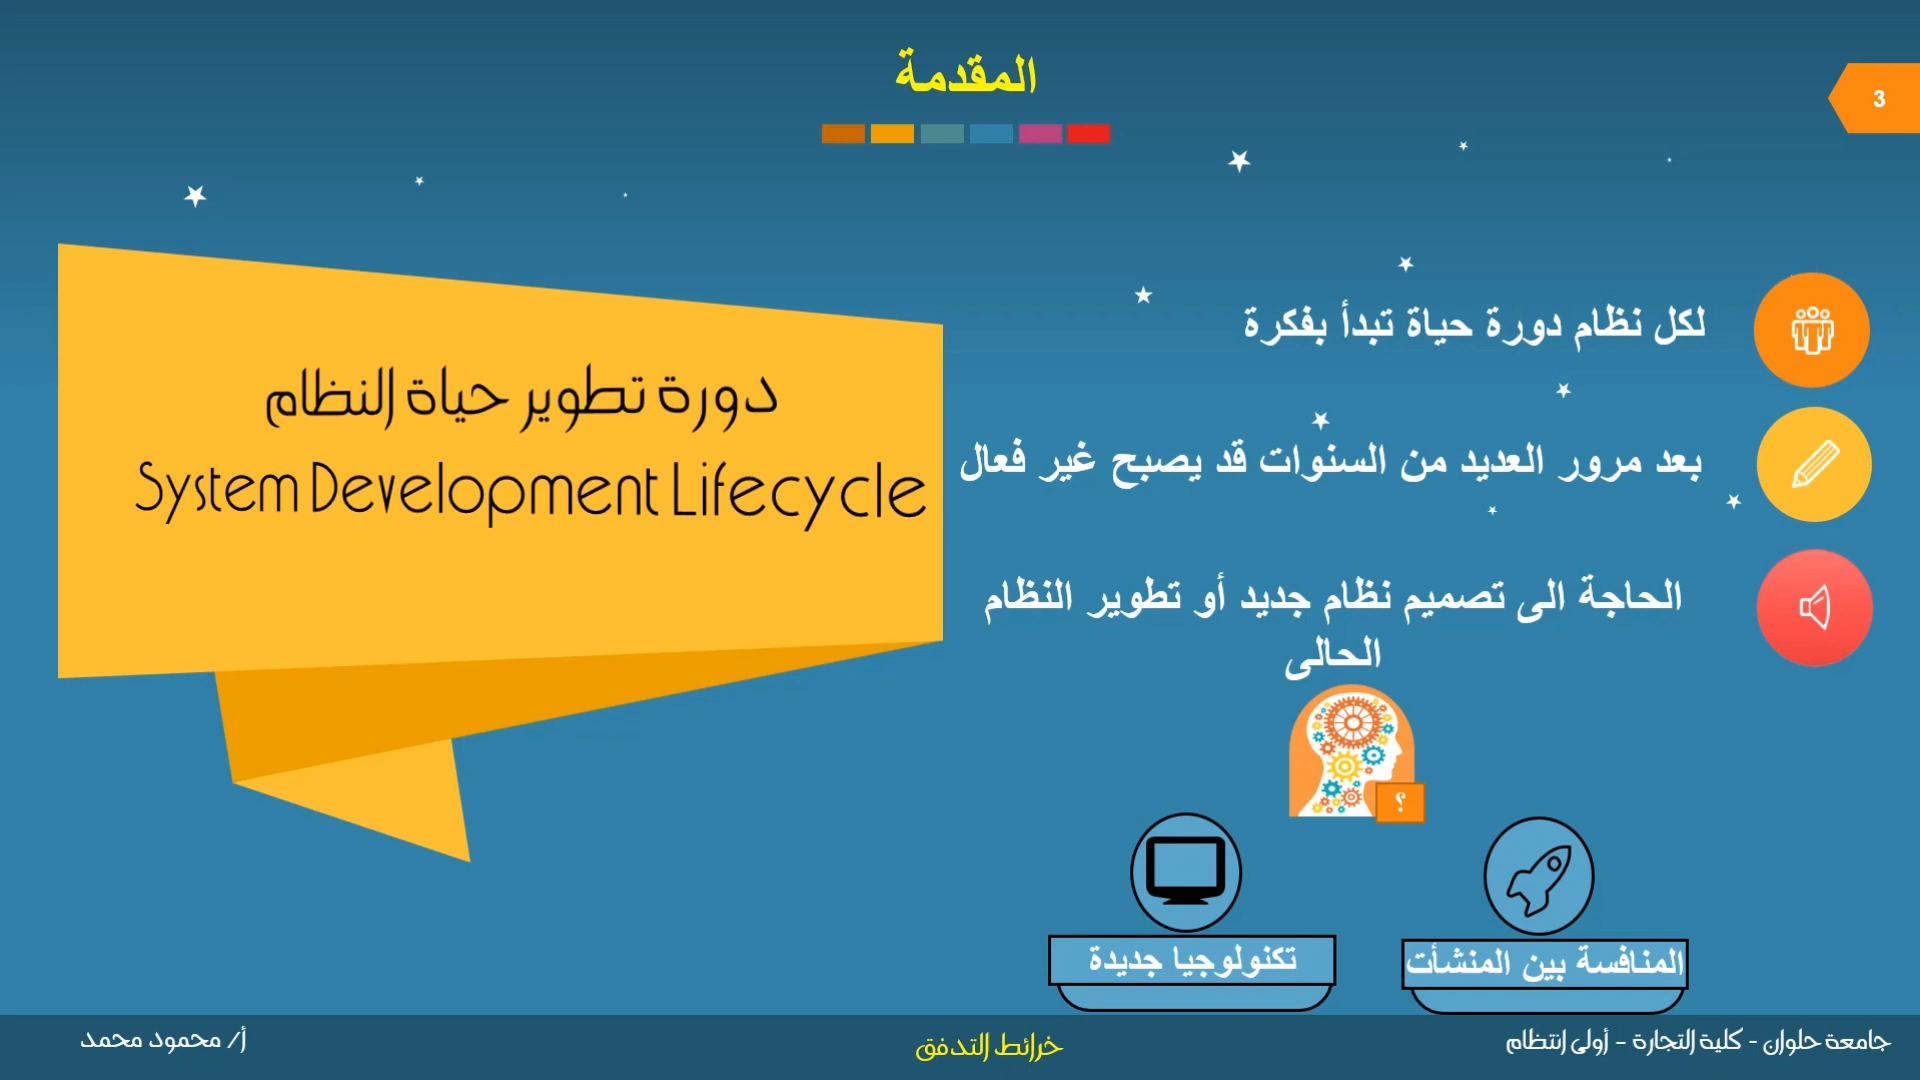 المقدمة
3
دورة تطوير حياة النظام
System Development Lifecycle
لكل نظام دورة حياة تبدأ بفكرة
بعد مرور العديد من السنوات قد يصبح غير فعال
الحاجة الى تصميم نظام جديد أو تطوير النظام
الحالى
؟
المنافسة بين المنشأت
تكنولوجيا جديدة
جامعة حلوان - كلية التجارة - أولى انتظام
خرائط التدفق
أ/ محمود محمد